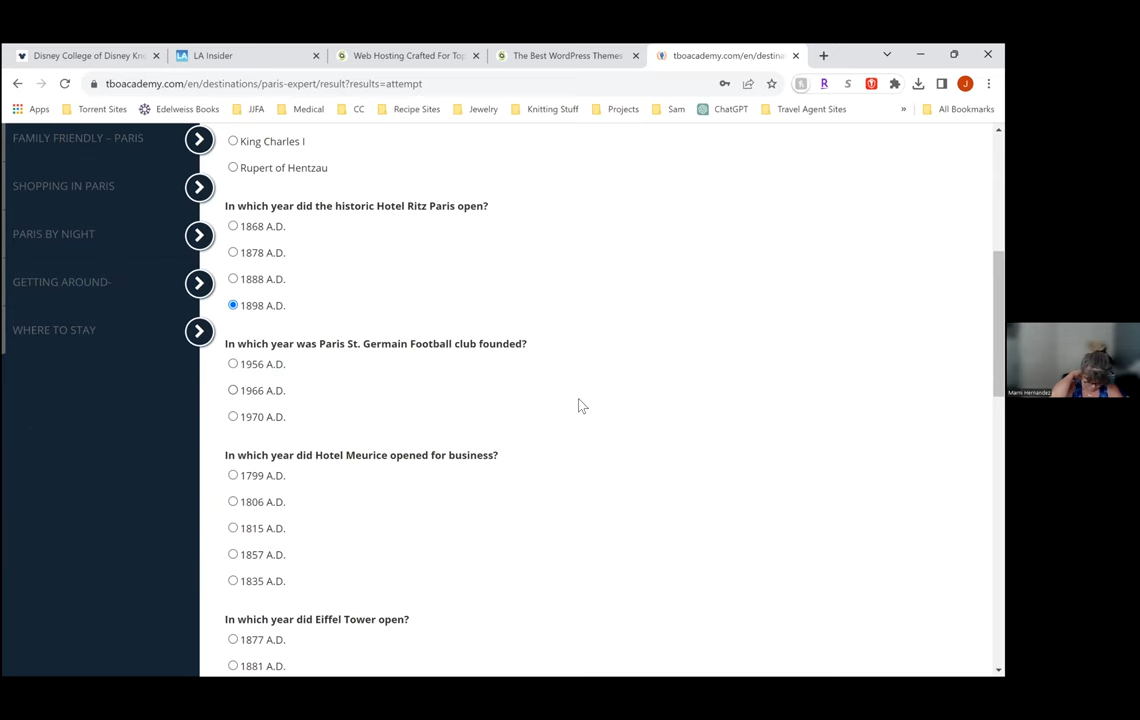 Disney College of Disney Kno
LA Insider
Web Hosting Crafted For Top
The Best WordPress Themes
tboacademy.com/en/destina
tboacademy.com/en/destinations/paris-expert/result?results=attempt
Apps
Torrent Sites
Edelweiss Books
JJFA
Medical
CC
Recipe Sites
Jewelry
Knitting Stuff
Projects
Sam
ChatGPT
Travel Agent Sites
»
All Bookmarks
FAMILY FRIENDLY – PARIS
SHOPPING IN PARIS
PARIS BY NIGHT
GETTING AROUND-
WHERE TO STAY
King Charles I
Rupert of Hentzau
In which year did the historic Hotel Ritz Paris open?
1868 A.D.
1878 A.D.
1888 A.D.
1898 A.D.
In which year was Paris St. Germain Football club founded?
1956 A.D.
1966 A.D.
1970 A.D.
In which year did Hotel Meurice opened for business?
1799 A.D.
1806 A.D.
1815 A.D.
1857 A.D.
1835 A.D.
In which year did Eiffel Tower open?
1877 A.D.
1881 A.D.
Marni Hernandez